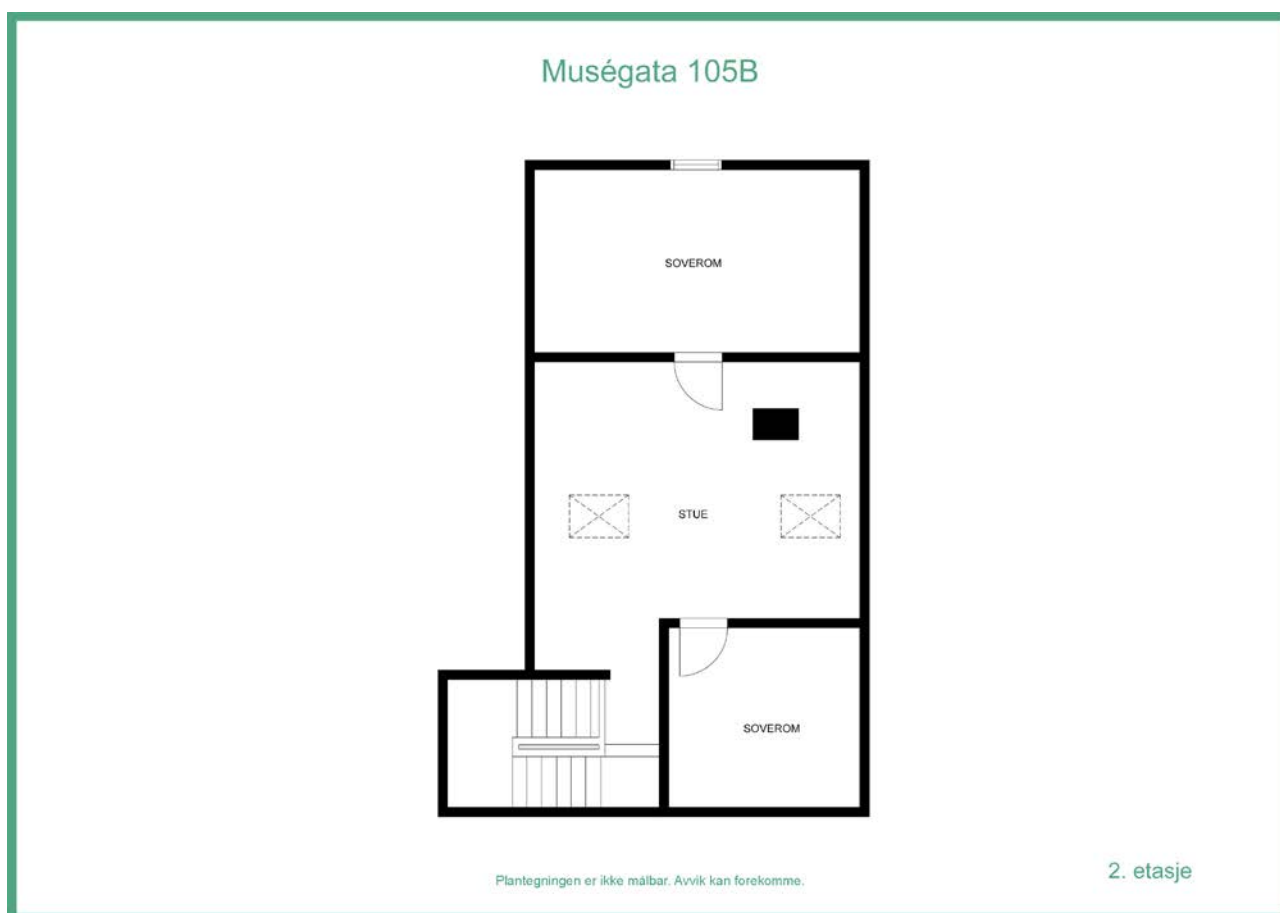 Muségata 105B
SOVEROM
STUE
SOVEROM
2. etasje
Plantegningen er ikke målbar. Avvik kan forekomme.